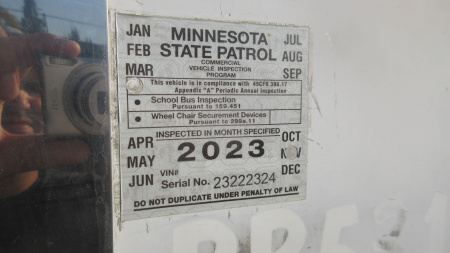 JAN MINNESOTA JUL
FEB STATE PATROL AUG
MAR COMMERCIAL SEP
VEHICLE INSPECTION
PROGRAM
This vehicle is in compliance with 49CFR 396.17
Appendix "A" Periodic Annual Inspection
• School Bus Inspection
Pursuant to 169.451
• Wheel Chair Securement Devices
Pursuant to 299a.11
INSPECTED IN MONTH SPECIFIED
APR 2023 OCT
MAY NOV
JUN VIN# DEC
Serial No. 23222324
DO NOT DUPLICATE UNDER PENALTY OF LAW